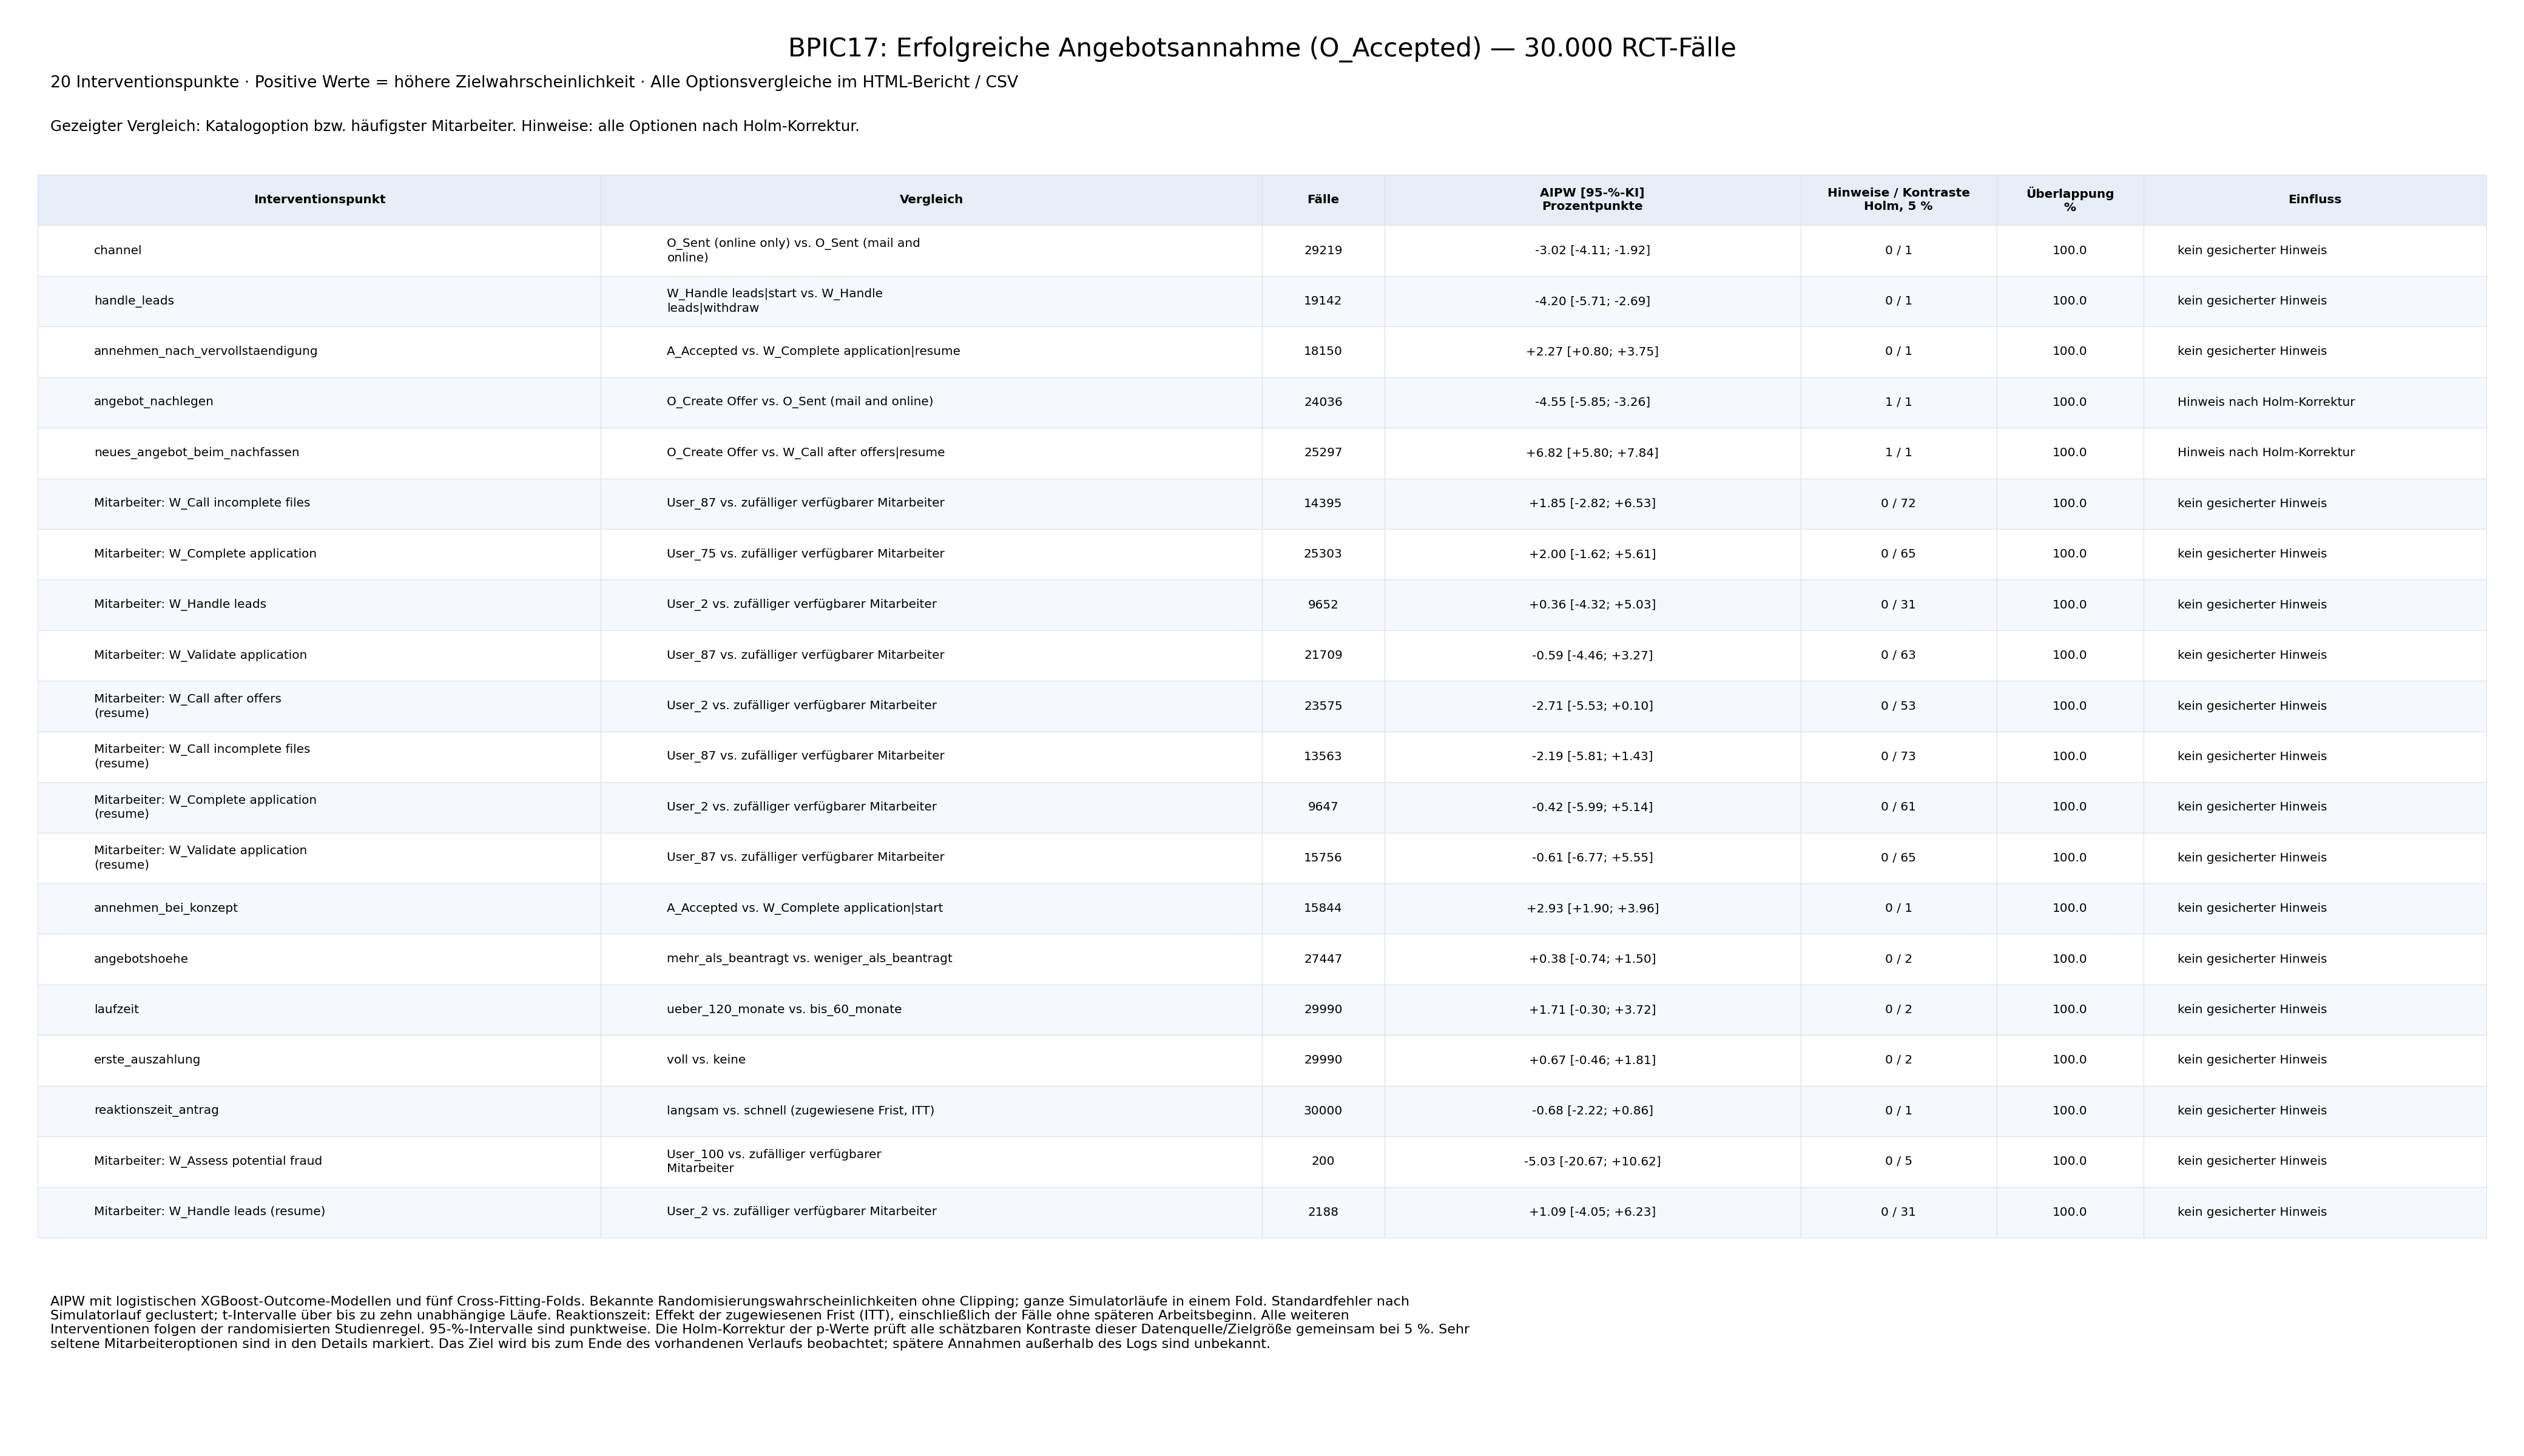 BPIC17: Erfolgreiche Angebotsannahme (O_Accepted) — 30.000 RCT-Fälle
20 Interventionspunkte · Positive Werte = höhere Zielwahrscheinlichkeit · Alle Optionsvergleiche im HTML-Bericht / CSV
Gezeigter Vergleich: Katalogoption bzw. häufigster Mitarbeiter. Hinweise: alle Optionen nach Holm-Korrektur.
Interventionspunkt Vergleich Fälle AIPW [95-%-KI] Prozentpunkte Hinweise / Kontraste Holm, 5 % Überlappung % Einfluss
channel O_Sent (online only) vs. O_Sent (mail and online) 29219 -3.02 [-4.11; -1.92] 0 / 1 100.0 kein gesicherter Hinweis
handle_leads W_Handle leads|start vs. W_Handle leads|withdraw 19142 -4.20 [-5.71; -2.69] 0 / 1 100.0 kein gesicherter Hinweis
annehmen_nach_vervollstaendigung A_Accepted vs. W_Complete application|resume 18150 +2.27 [+0.80; +3.75] 0 / 1 100.0 kein gesicherter Hinweis
angebot_nachlegen O_Create Offer vs. O_Sent (mail and online) 24036 -4.55 [-5.85; -3.26] 1 / 1 100.0 Hinweis nach Holm-Korrektur
neues_angebot_beim_nachfassen O_Create Offer vs. W_Call after offers|resume 25297 +6.82 [+5.80; +7.84] 1 / 1 100.0 Hinweis nach Holm-Korrektur
Mitarbeiter: W_Call incomplete files User_87 vs. zufälliger verfügbarer Mitarbeiter 14395 +1.85 [-2.82; +6.53] 0 / 72 100.0 kein gesicherter Hinweis
Mitarbeiter: W_Complete application User_75 vs. zufälliger verfügbarer Mitarbeiter 25303 +2.00 [-1.62; +5.61] 0 / 65 100.0 kein gesicherter Hinweis
Mitarbeiter: W_Handle leads User_2 vs. zufälliger verfügbarer Mitarbeiter 9652 +0.36 [-4.32; +5.03] 0 / 31 100.0 kein gesicherter Hinweis
Mitarbeiter: W_Validate application User_87 vs. zufälliger verfügbarer Mitarbeiter 21709 -0.59 [-4.46; +3.27] 0 / 63 100.0 kein gesicherter Hinweis
Mitarbeiter: W_Call after offers (resume) User_2 vs. zufälliger verfügbarer Mitarbeiter 23575 -2.71 [-5.53; +0.10] 0 / 53 100.0 kein gesicherter Hinweis
Mitarbeiter: W_Call incomplete files (resume) User_87 vs. zufälliger verfügbarer Mitarbeiter 13563 -2.19 [-5.81; +1.43] 0 / 73 100.0 kein gesicherter Hinweis
Mitarbeiter: W_Complete application (resume) User_2 vs. zufälliger verfügbarer Mitarbeiter 9647 -0.42 [-5.99; +5.14] 0 / 61 100.0 kein gesicherter Hinweis
Mitarbeiter: W_Validate application (resume) User_87 vs. zufälliger verfügbarer Mitarbeiter 15756 -0.61 [-6.77; +5.55] 0 / 65 100.0 kein gesicherter Hinweis
annehmen_bei_konzept A_Accepted vs. W_Complete application|start 15844 +2.93 [+1.90; +3.96] 0 / 1 100.0 kein gesicherter Hinweis
angebotshoehe mehr_als_beantragt vs. weniger_als_beantragt 27447 +0.38 [-0.74; +1.50] 0 / 2 100.0 kein gesicherter Hinweis
laufzeit ueber_120_monate vs. bis_60_monate 29990 +1.71 [-0.30; +3.72] 0 / 2 100.0 kein gesicherter Hinweis
erste_auszahlung voll vs. keine 29990 +0.67 [-0.46; +1.81] 0 / 2 100.0 kein gesicherter Hinweis
reaktionszeit_antrag langsam vs. schnell (zugewiesene Frist, ITT) 30000 -0.68 [-2.22; +0.86] 0 / 1 100.0 kein gesicherter Hinweis
Mitarbeiter: W_Assess potential fraud User_100 vs. zufälliger verfügbarer Mitarbeiter 200 -5.03 [-20.67; +10.62] 0 / 5 100.0 kein gesicherter Hinweis
Mitarbeiter: W_Handle leads (resume) User_2 vs. zufälliger verfügbarer Mitarbeiter 2188 +1.09 [-4.05; +6.23] 0 / 31 100.0 kein gesicherter Hinweis
AIPW mit logistischen XGBoost-Outcome-Modellen und fünf Cross-Fitting-Folds. Bekannte Randomisierungswahrscheinlichkeiten ohne Clipping; ganze Simulatorläufe in einem Fold. Standardfehler nach
Simulatorlauf geclustert; t-Intervalle über bis zu zehn unabhängige Läufe. Reaktionszeit: Effekt der zugewiesenen Frist (ITT), einschließlich der Fälle ohne späteren Arbeitsbeginn. Alle weiteren
Interventionen folgen der randomisierten Studienregel. 95-%-Intervalle sind punktweise. Die Holm-Korrektur der p-Werte prüft alle schätzbaren Kontraste dieser Datenquelle/Zielgröße gemeinsam bei 5 %. Sehr
seltene Mitarbeiteroptionen sind in den Details markiert. Das Ziel wird bis zum Ende des vorhandenen Verlaufs beobachtet; spätere Annahmen außerhalb des Logs sind unbekannt.